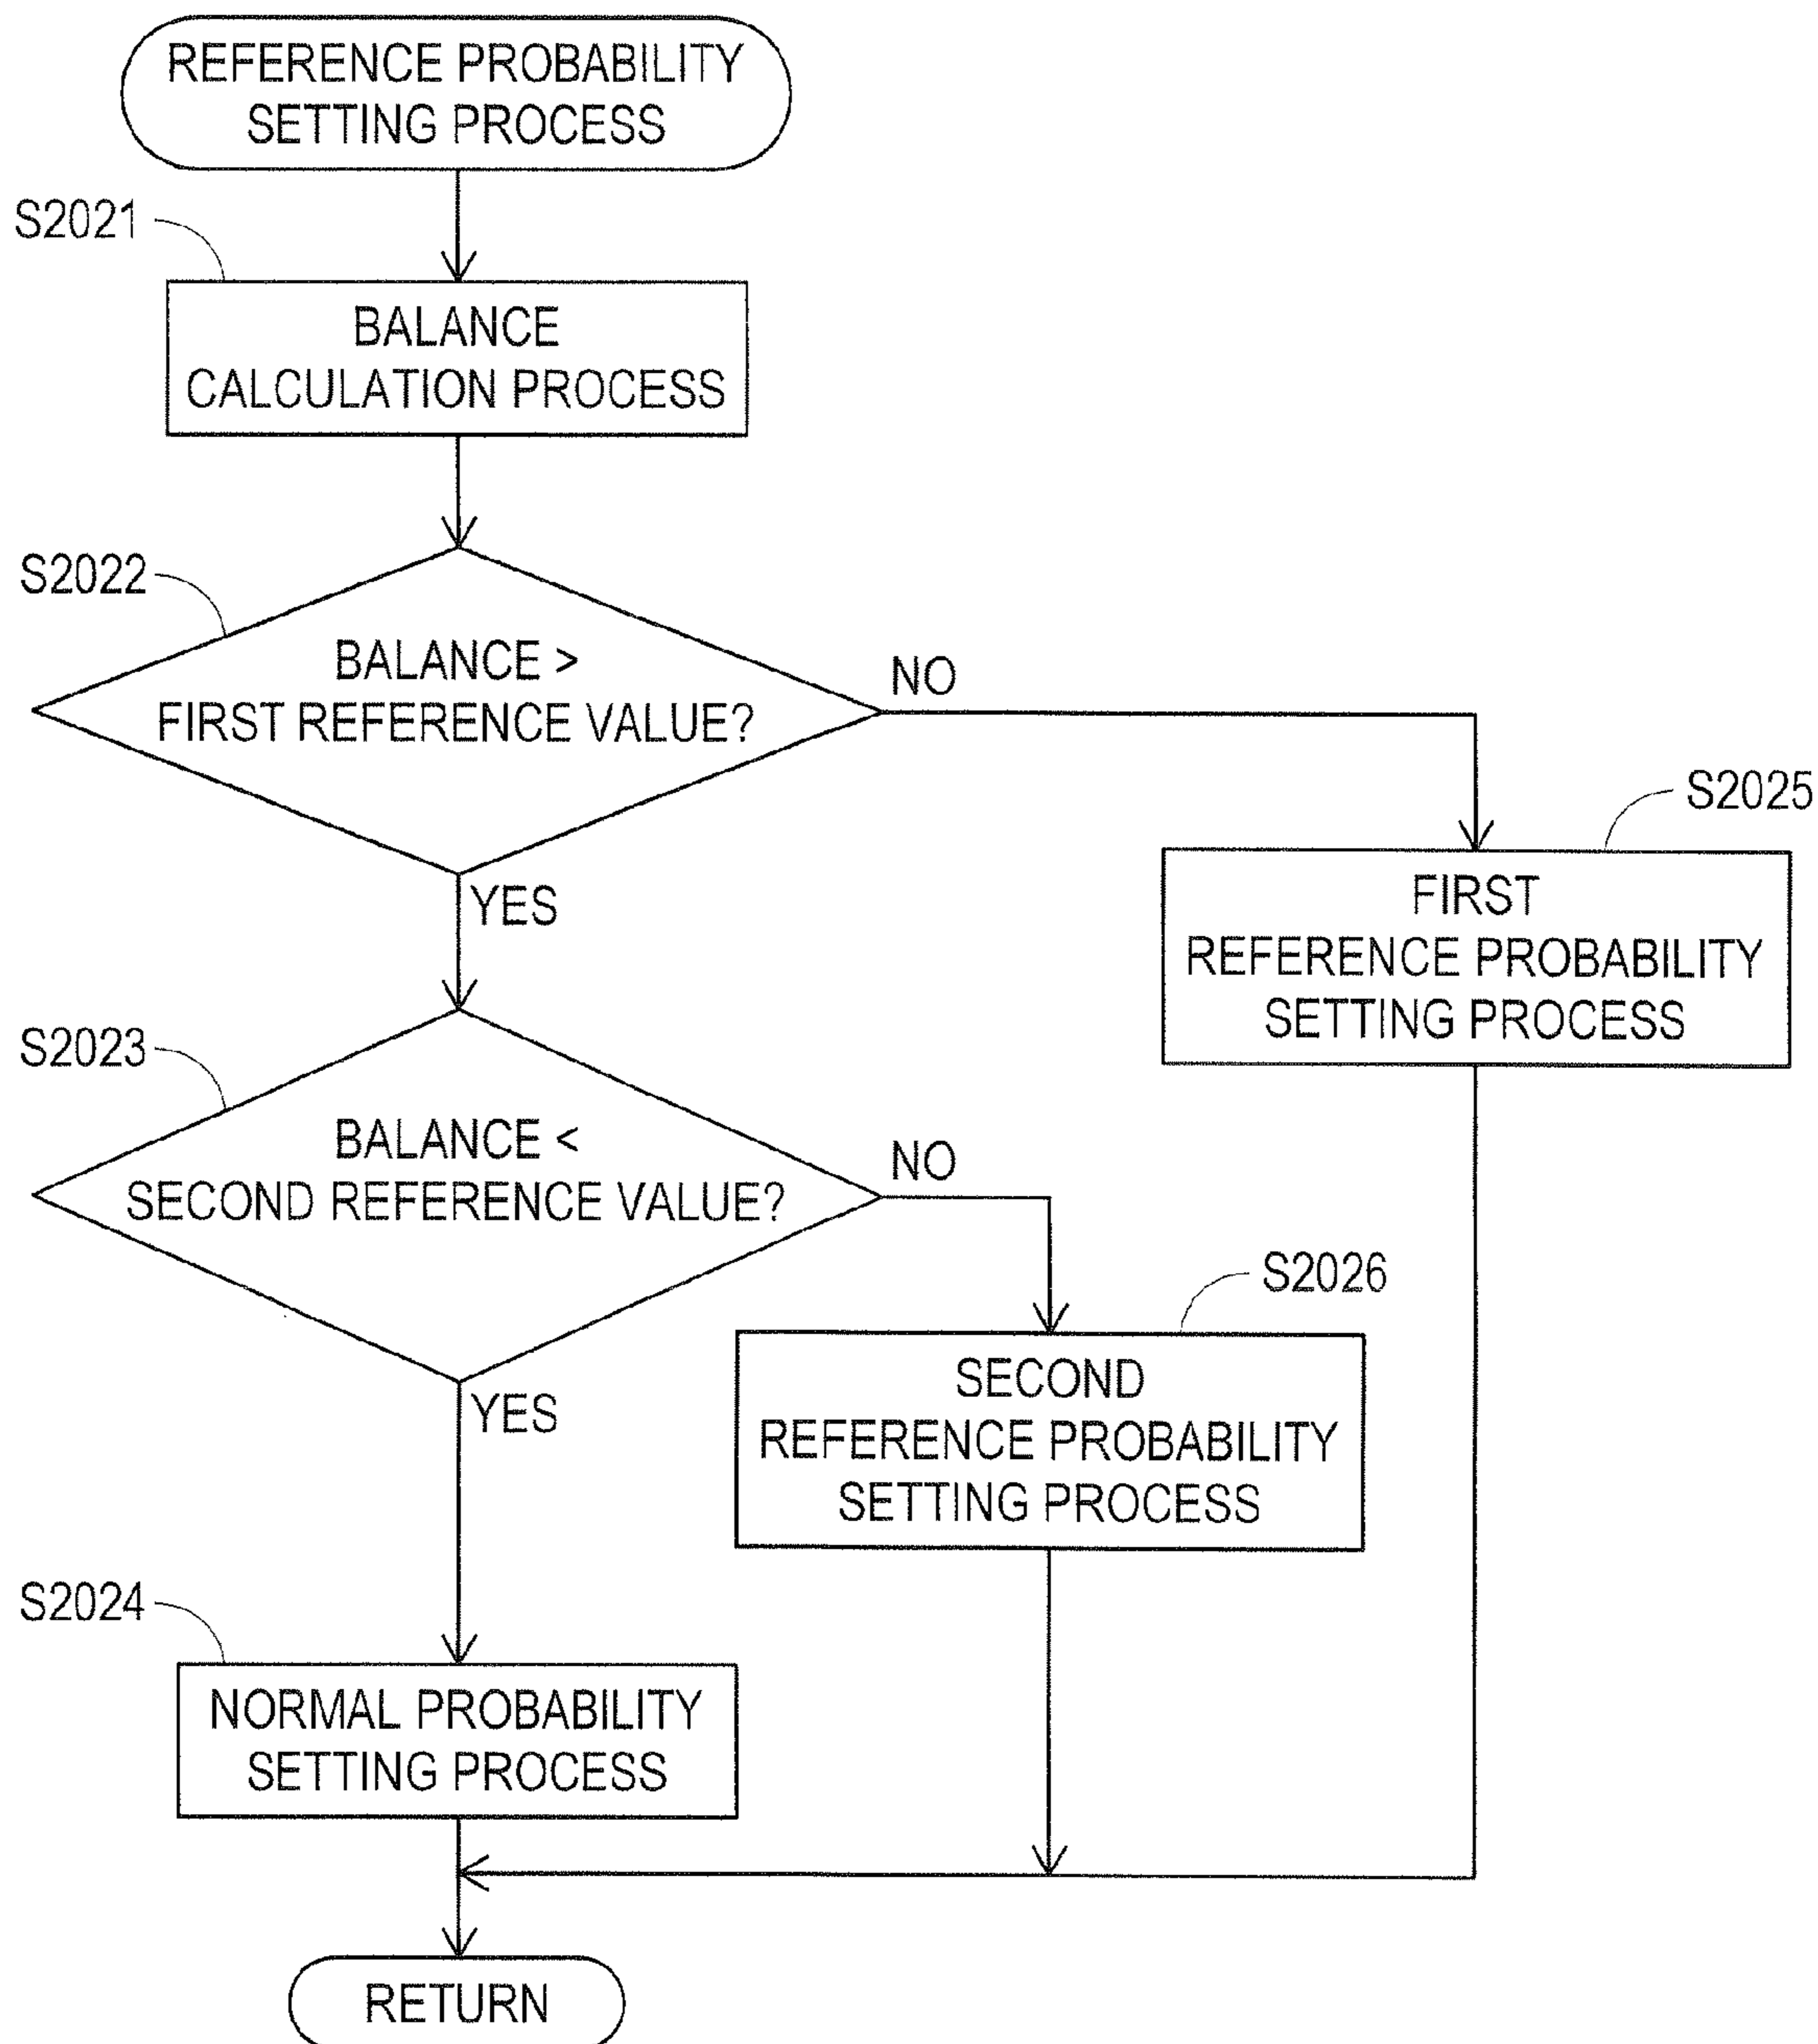 REFERENCE PROBABILITY
SETTING PROCESS
S2021
BALANCE
CALCULATION PROCESS
S2022
BALANCE >
FIRST REFERENCE VALUE?
NO
YES
S2025
FIRST
REFERENCE PROBABILITY
SETTING PROCESS
S2023
BALANCE <
SECOND REFERENCE VALUE?
NO
YES
S2026
SECOND
REFERENCE PROBABILITY
SETTING PROCESS
S2024
NORMAL PROBABILITY
SETTING PROCESS
RETURN